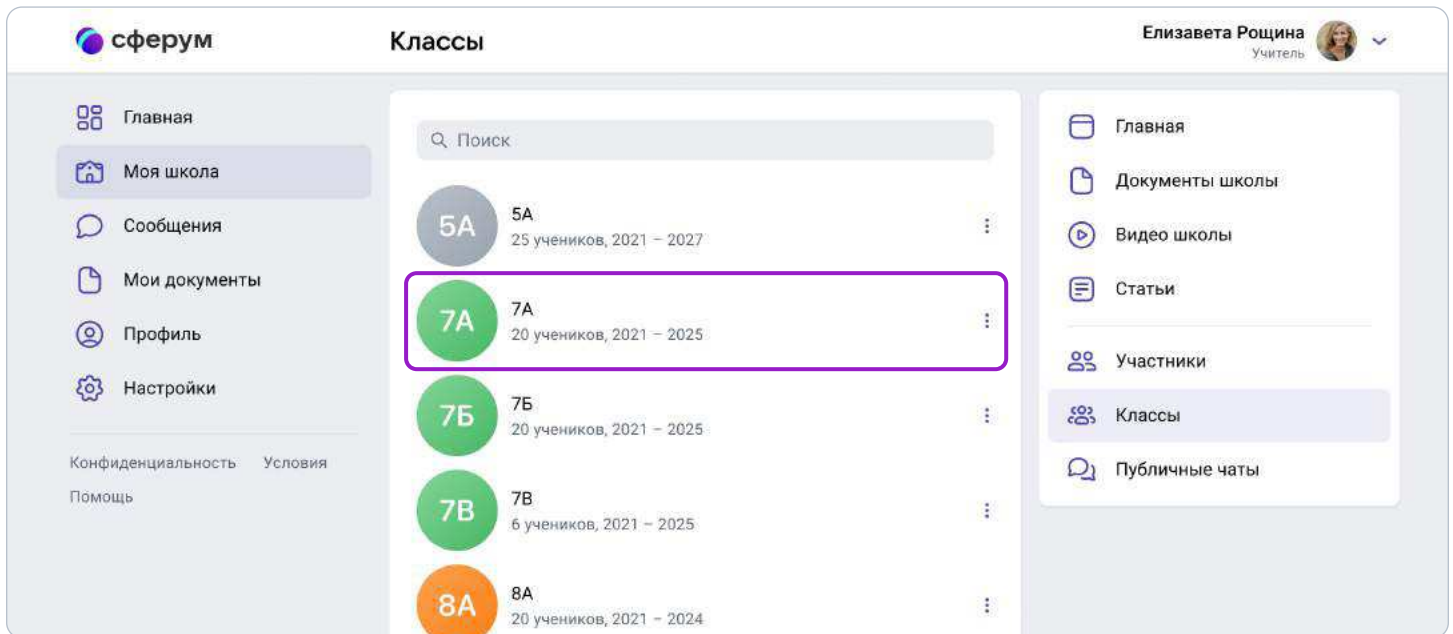 сферум
Классы
Елизавета Рощина
Учитель
Главная
Моя школа
Сообщения
Мои документы
Профиль
Настройки
Конфиденциальность Условия
Помощь
Поиск
5А
5А
25 учеников, 2021 – 2027
7А
7А
20 учеников, 2021 – 2025
7Б
7Б
20 учеников, 2021 – 2025
7В
7В
6 учеников, 2021 – 2025
8А
8А
20 учеников, 2021 – 2024
Главная
Документы школы
Видео школы
Статьи
Участники
Классы
Публичные чаты